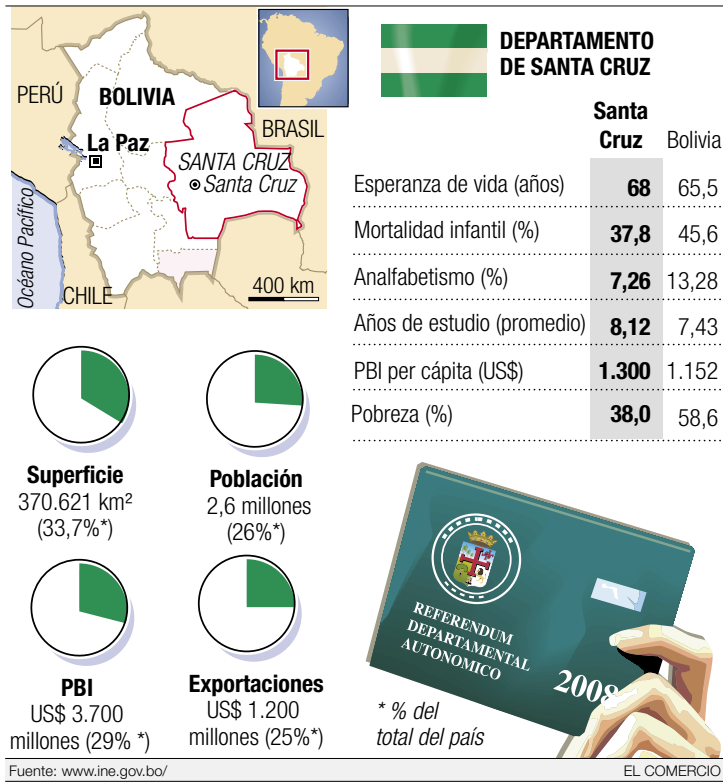 PERÚ
BOLIVIA
BRASIL
La Paz
SANTA CRUZ
Santa Cruz
Océano Pacífico
CHILE
400 km
DEPARTAMENTO
DE SANTA CRUZ
Santa
Cruz Bolivia
Esperanza de vida (años) 68 65,5
Mortalidad infantil (%) 37,8 45,6
Analfabetismo (%) 7,26 13,28
Años de estudio (promedio) 8,12 7,43
PBI per cápita (US$) 1.300 1.152
Pobreza (%) 38,0 58,6
Superficie
370.621 km²
(33,7%*)
Población
2,6 millones
(26%*)
PBI
US$ 3.700
millones (29% *)
Exportaciones
US$ 1.200
millones (25%*)
REFERENDUM
DEPARTAMENTAL
AUTONOMICO
2008
* % del
total del país
Fuente: www.ine.gov.bo/
EL COMERCIO